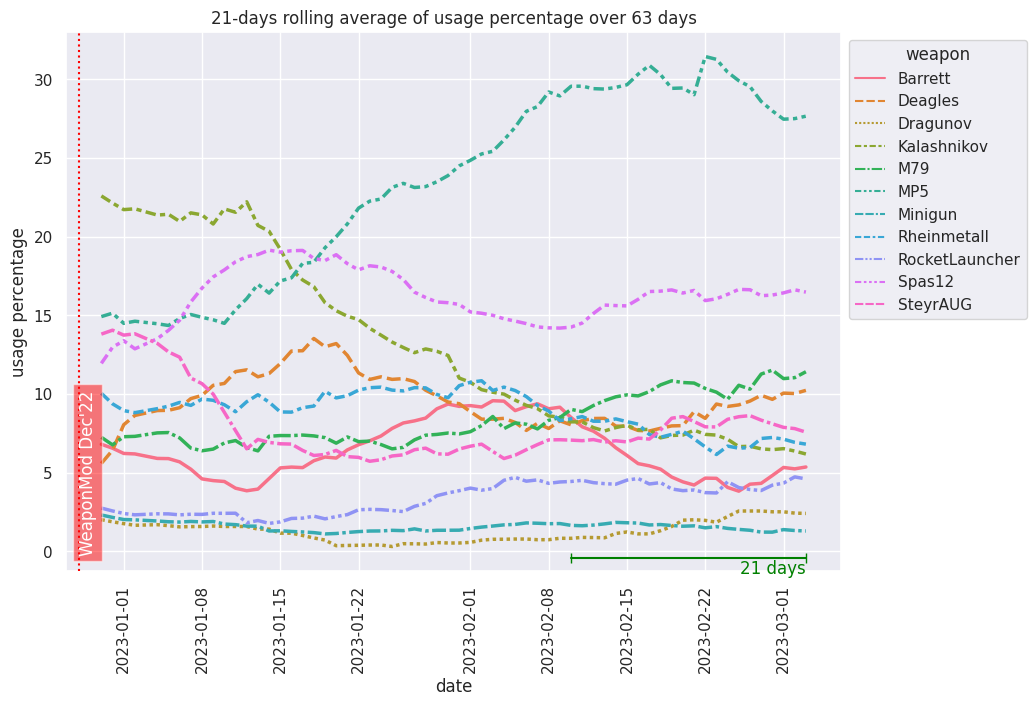 21-days rolling average of usage percentage over 63 days
usage percentage
30
25
20
15
10
5
0
WeaponMod Dec'22
21 days
2023-01-01
2023-01-08
2023-01-15
2023-01-22
2023-02-01
2023-02-08
2023-02-15
2023-02-22
2023-03-01
date
weapon
Barrett
Deagles
Dragunov
Kalashnikov
M79
MP5
Minigun
Rheinmetall
RocketLauncher
Spas12
SteyrAUG